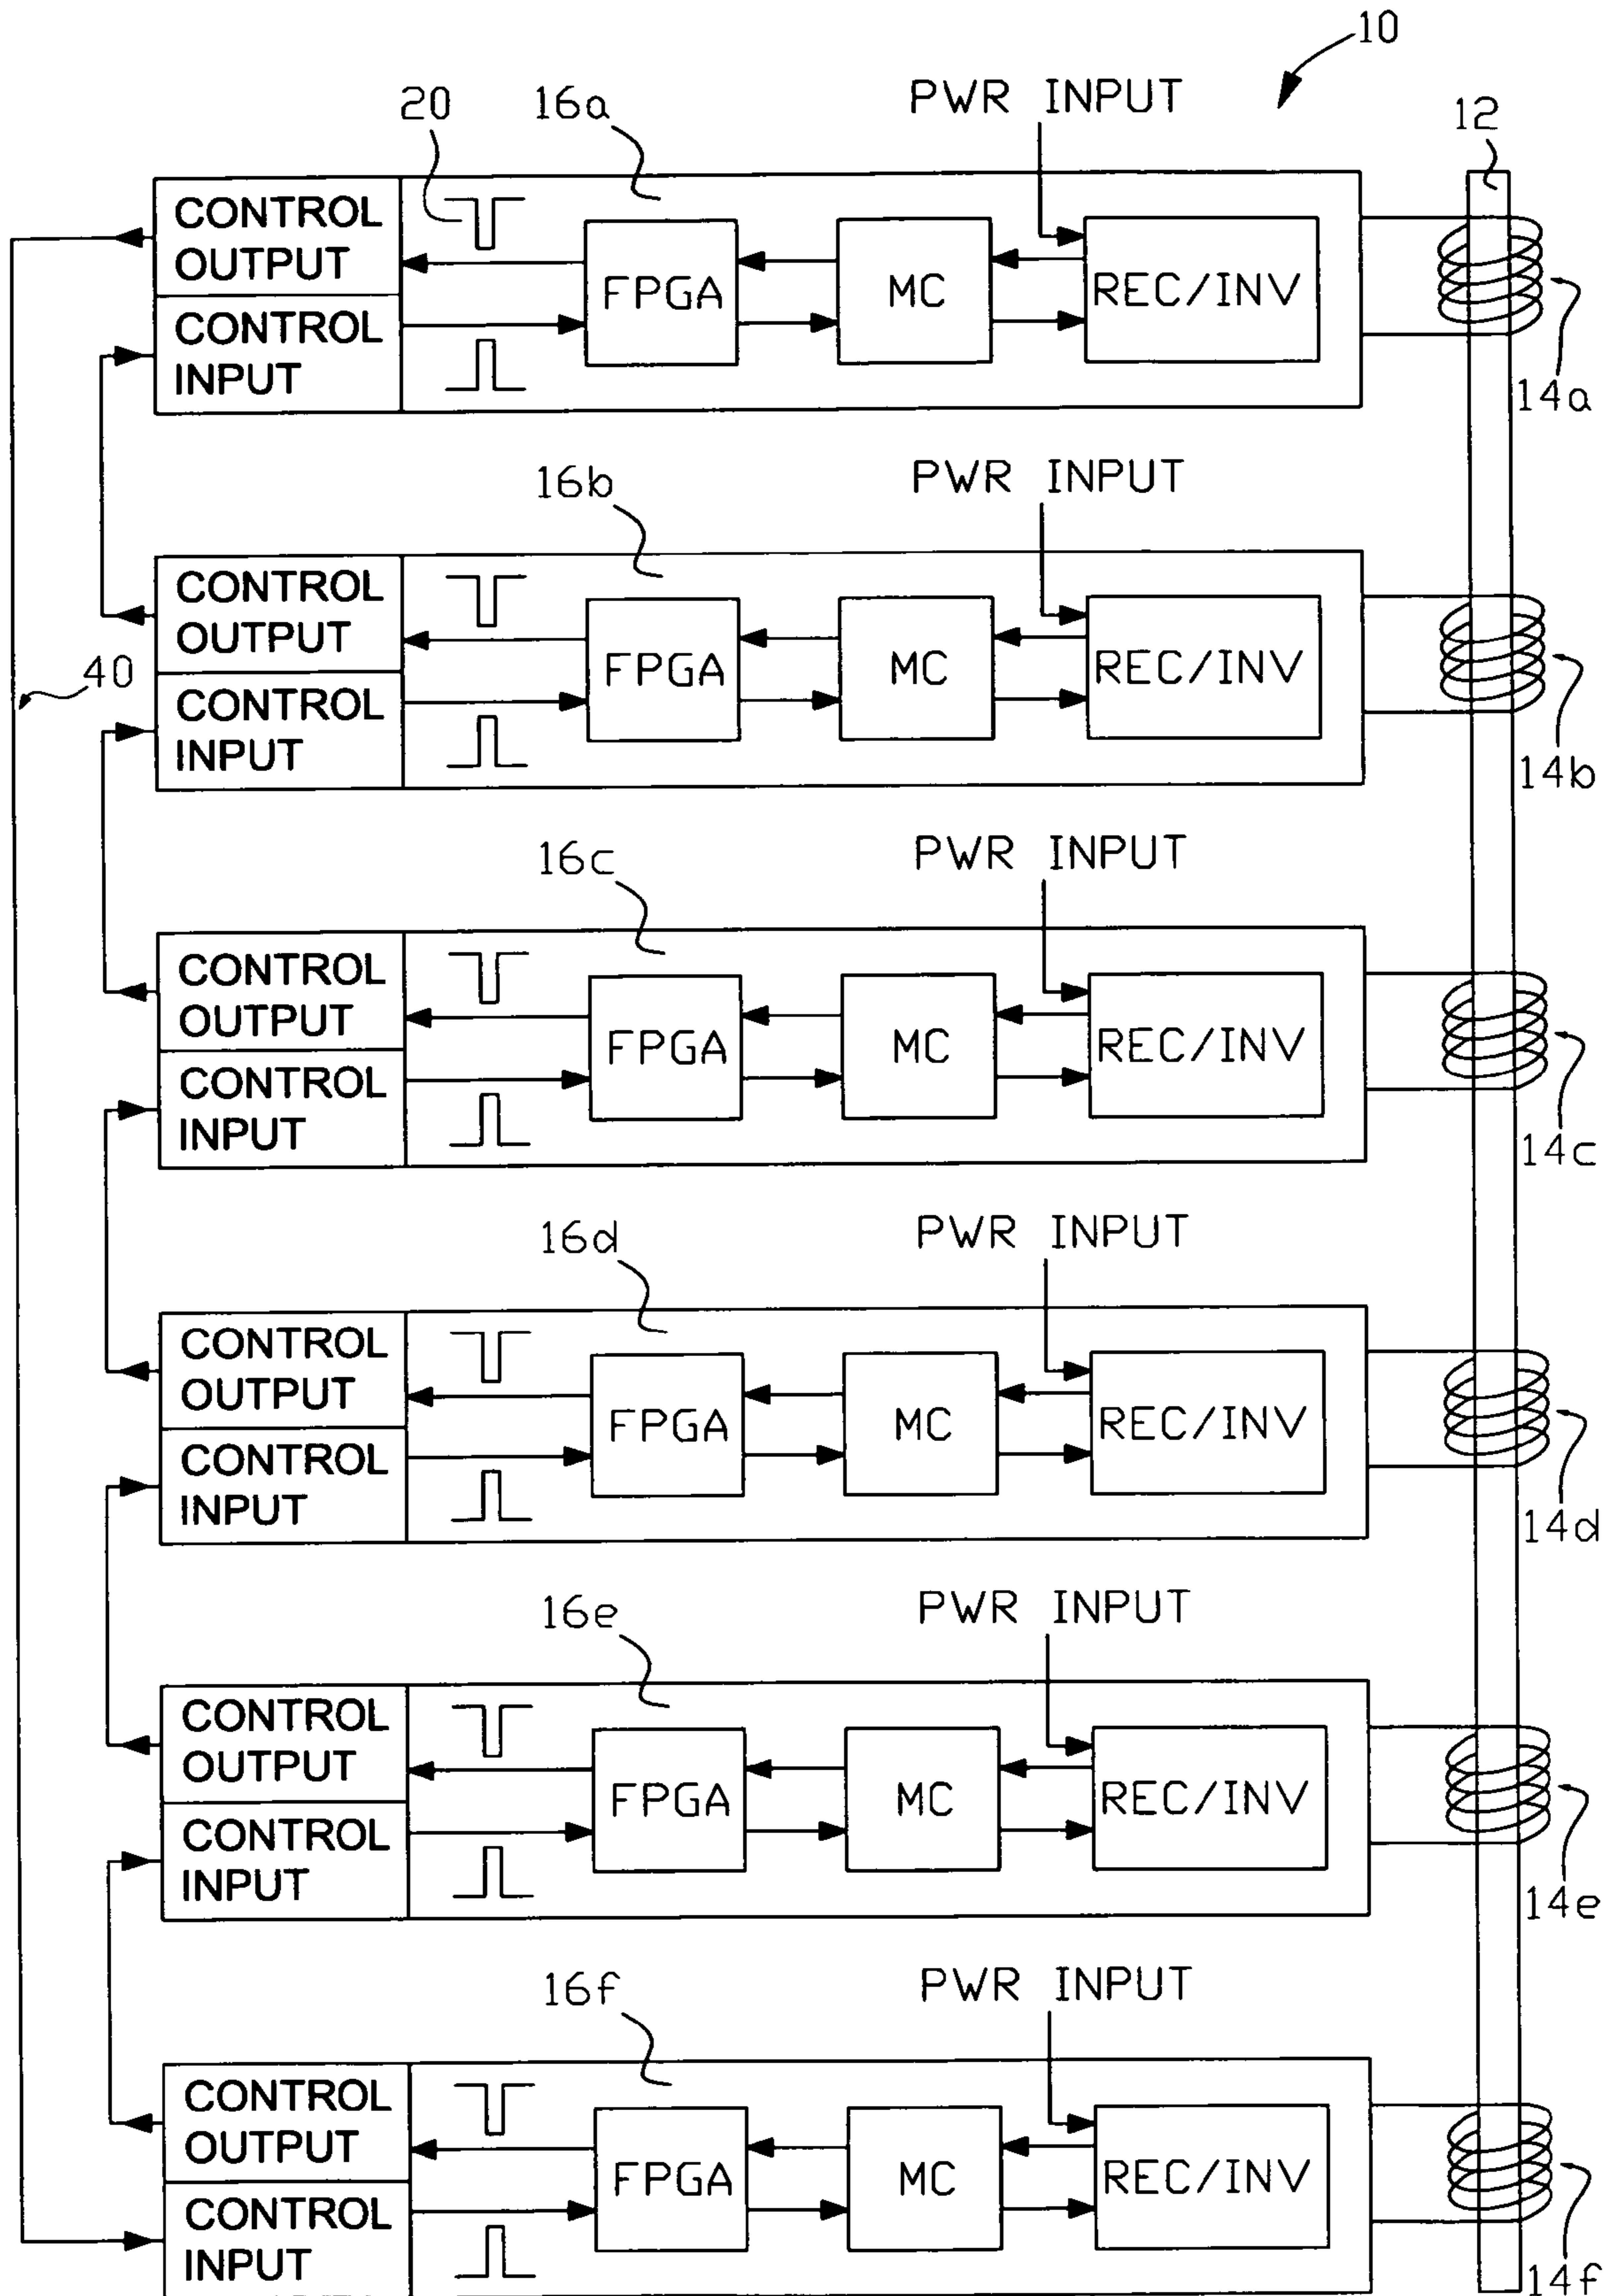 10
PWR INPUT
20
16a
12
CONTROL
OUTPUT
CONTROL
INPUT
FPGA
MC
REC/INV
14a
PWR INPUT
16b
CONTROL
OUTPUT
CONTROL
INPUT
FPGA
MC
REC/INV
40
14b
PWR INPUT
16c
CONTROL
OUTPUT
CONTROL
INPUT
FPGA
MC
REC/INV
14c
PWR INPUT
16d
CONTROL
OUTPUT
CONTROL
INPUT
FPGA
MC
REC/INV
14d
PWR INPUT
16e
CONTROL
OUTPUT
CONTROL
INPUT
FPGA
MC
REC/INV
14e
PWR INPUT
16f
CONTROL
OUTPUT
CONTROL
INPUT
FPGA
MC
REC/INV
14f